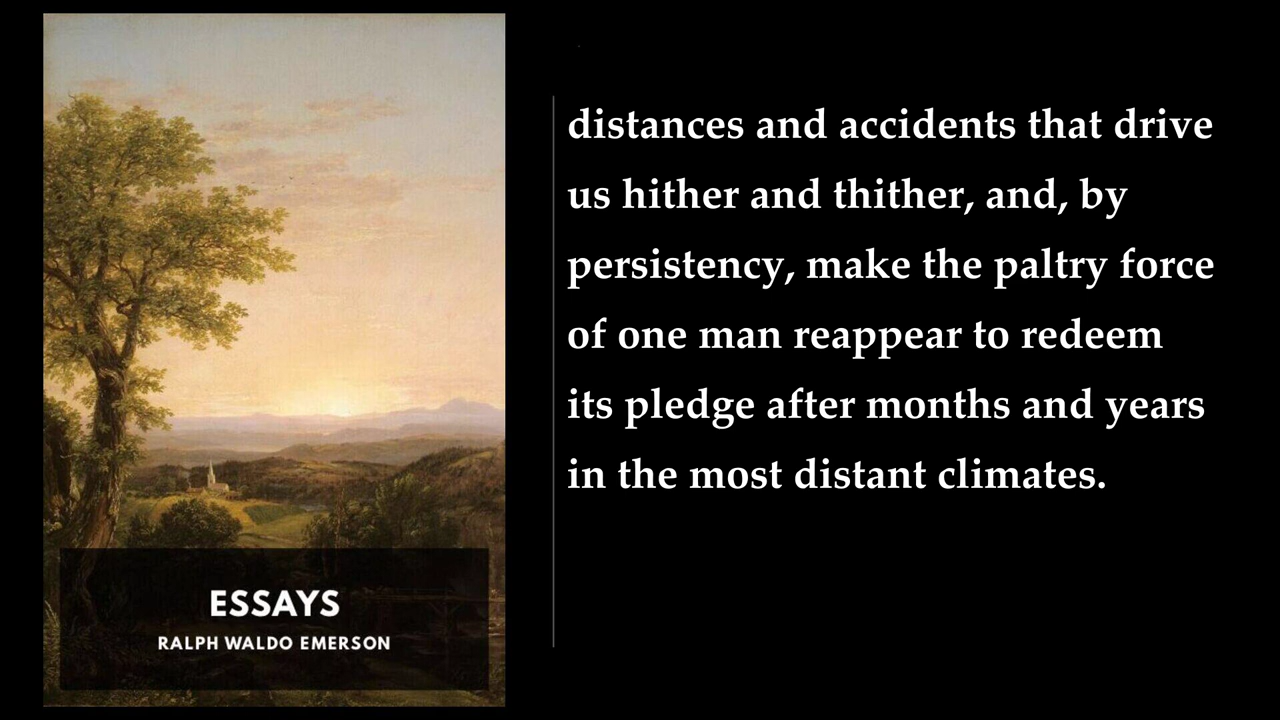 ESSAYS
RALPH WALDO EMERSON
distances and accidents that drive
us hither and thither, and, by
persistency, make the paltry force
of one man reappear to redeem
its pledge after months and years
in the most distant climates.